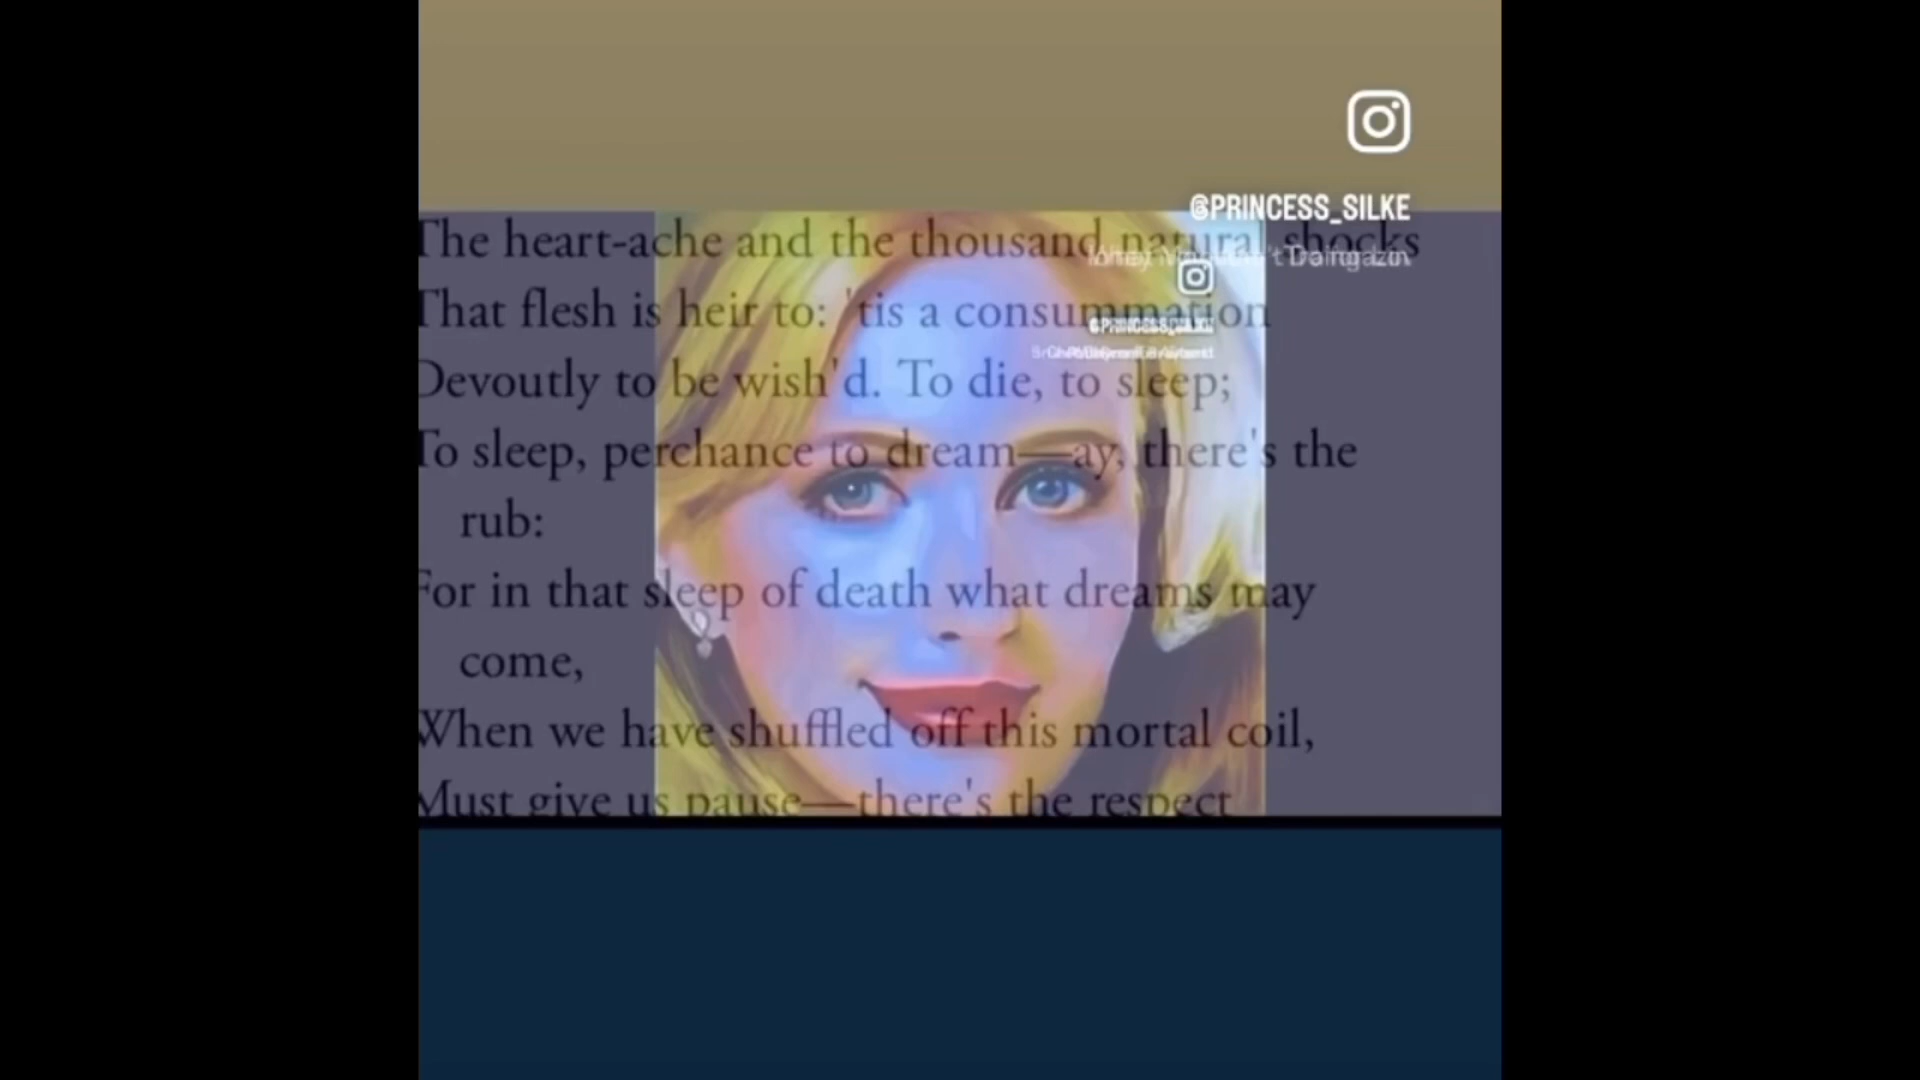 @PRINCESS_SILKE
The heart-ache and the thousand natural shocks
That flesh is heir to: 'tis a consummation
Devoutly to be wish'd. To die, to sleep;
To sleep, perchance to dream—ay, there's the
rub:
For in that sleep of death what dreams may
come,
When we have shuffled off this mortal coil,
Must give us pause—there's the respect